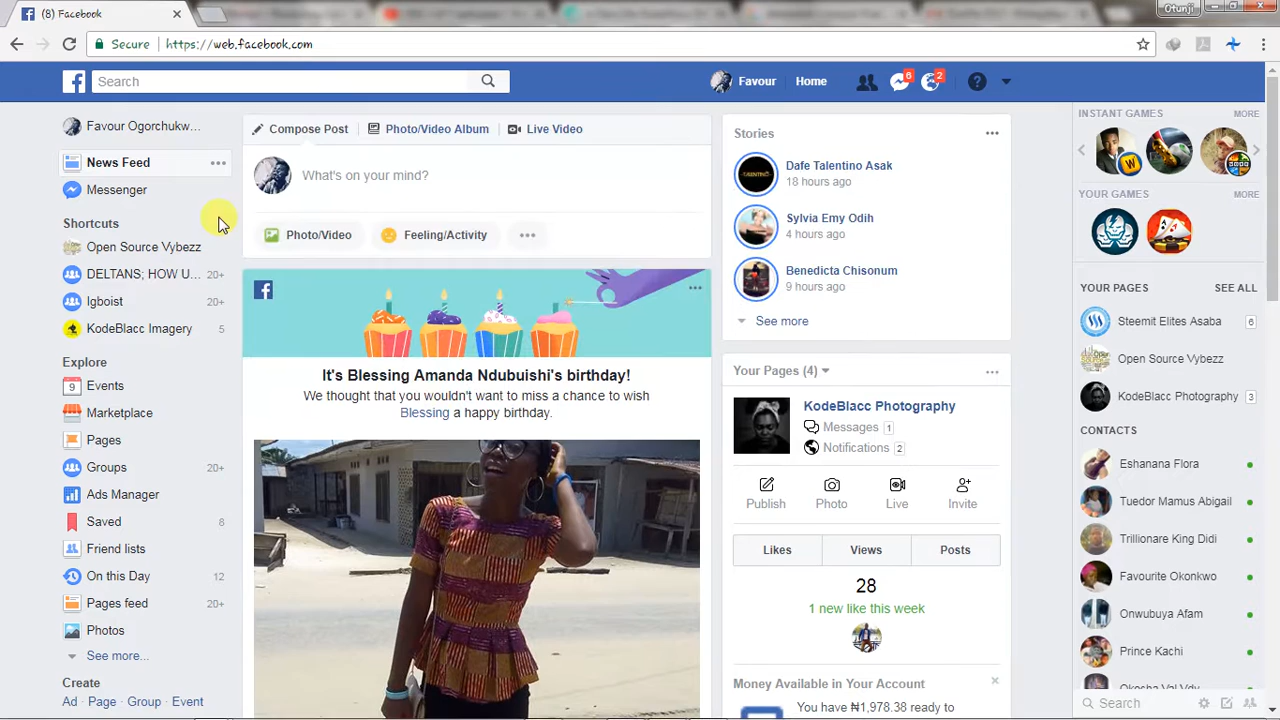 (8) Facebook
Otunji
Secure
https://web.facebook.com
Search
Favour
Home
6
2
Favour Ogorchukw...
News Feed
Messenger
Shortcuts
Open Source Vybezz
DELTANS; HOW U... 20+
Igboist 20+
KodeBlacc Imagery 5
Explore
9 Events
Marketplace
Pages
Groups 20+
Ads Manager
Saved 8
Friend lists
On this Day 12
Pages feed 20+
Photos
See more...
Create
Ad · Page · Group · Event
Compose Post
Photo/Video Album
Live Video
What's on your mind?
Photo/Video
Feeling/Activity
It's Blessing Amanda Ndubuishi's birthday!
We thought that you wouldn't want to miss a chance to wish
Blessing a happy birthday.
Stories
Dafe Talentino Asak
18 hours ago
Sylvia Emy Odih
4 hours ago
Benedicta Chisonum
9 hours ago
See more
Your Pages (4)
KodeBlacc Photography
Messages 1
Notifications 2
Publish
Photo
Live
Invite
Likes
Views
Posts
28
1 new like this week
Money Available in Your Account
You have ₦1,978.38 ready to
INSTANT GAMES
MORE
W
YOUR GAMES
MORE
YOUR PAGES
SEE ALL
Steemit Elites Asaba 6
Open Source Vybezz
KodeBlacc Photography 3
CONTACTS
Eshanana Flora
Tuedor Mamus Abigail
Trillionare King Didi
Favourite Okonkwo
Onwubuya Afam
Prince Kachi
Okosha Val Vdy
Search